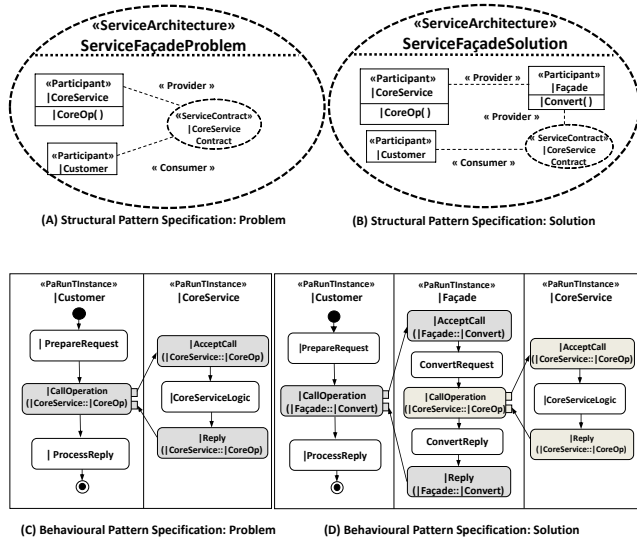 «ServiceArchitecture»
ServiceFaçadeProblem
«Participant»
|CoreService
|CoreOp( )
« Provider »
«ServiceContract»
|CoreService
Contract
«Participant»
|Customer
« Consumer »
(A) Structural Pattern Specification: Problem
«ServiceArchitecture»
ServiceFaçadeSolution
«Participant»
|CoreService
|CoreOp( )
« Provider »
«Participant»
|Façade
|Convert( )
« Provider »
« ServiceContract»
|CoreService
Contract
«Participant»
|Customer
« Consumer »
(B) Structural Pattern Specification: Solution
«PaRunTInstance»
|Customer
| PrepareRequest
|CallOperation
(|CoreService::|CoreOp)
| ProcessReply
«PaRunTInstance»
|CoreService
|AcceptCall
(|CoreService::|CoreOp)
|CoreServiceLogic
|Reply
(|CoreService::|CoreOp)
(C) Behavioural Pattern Specification: Problem
«PaRunTInstance»
|Customer
|PrepareRequest
|CallOperation
(|Façade::|Convert)
|ProcessReply
«PaRunTInstance»
|Façade
|AcceptCall
(|Façade::|Convert)
ConvertRequest
|CallOperation
(|CoreService::|CoreOp)
ConvertReply
|Reply
(|Façade::|Convert)
«PaRunTInstance»
|CoreService
|AcceptCall
(|CoreService::|CoreOp)
|CoreServiceLogic
|Reply
(|CoreService::|CoreOp)
(D) Behavioural Pattern Specification: Solution